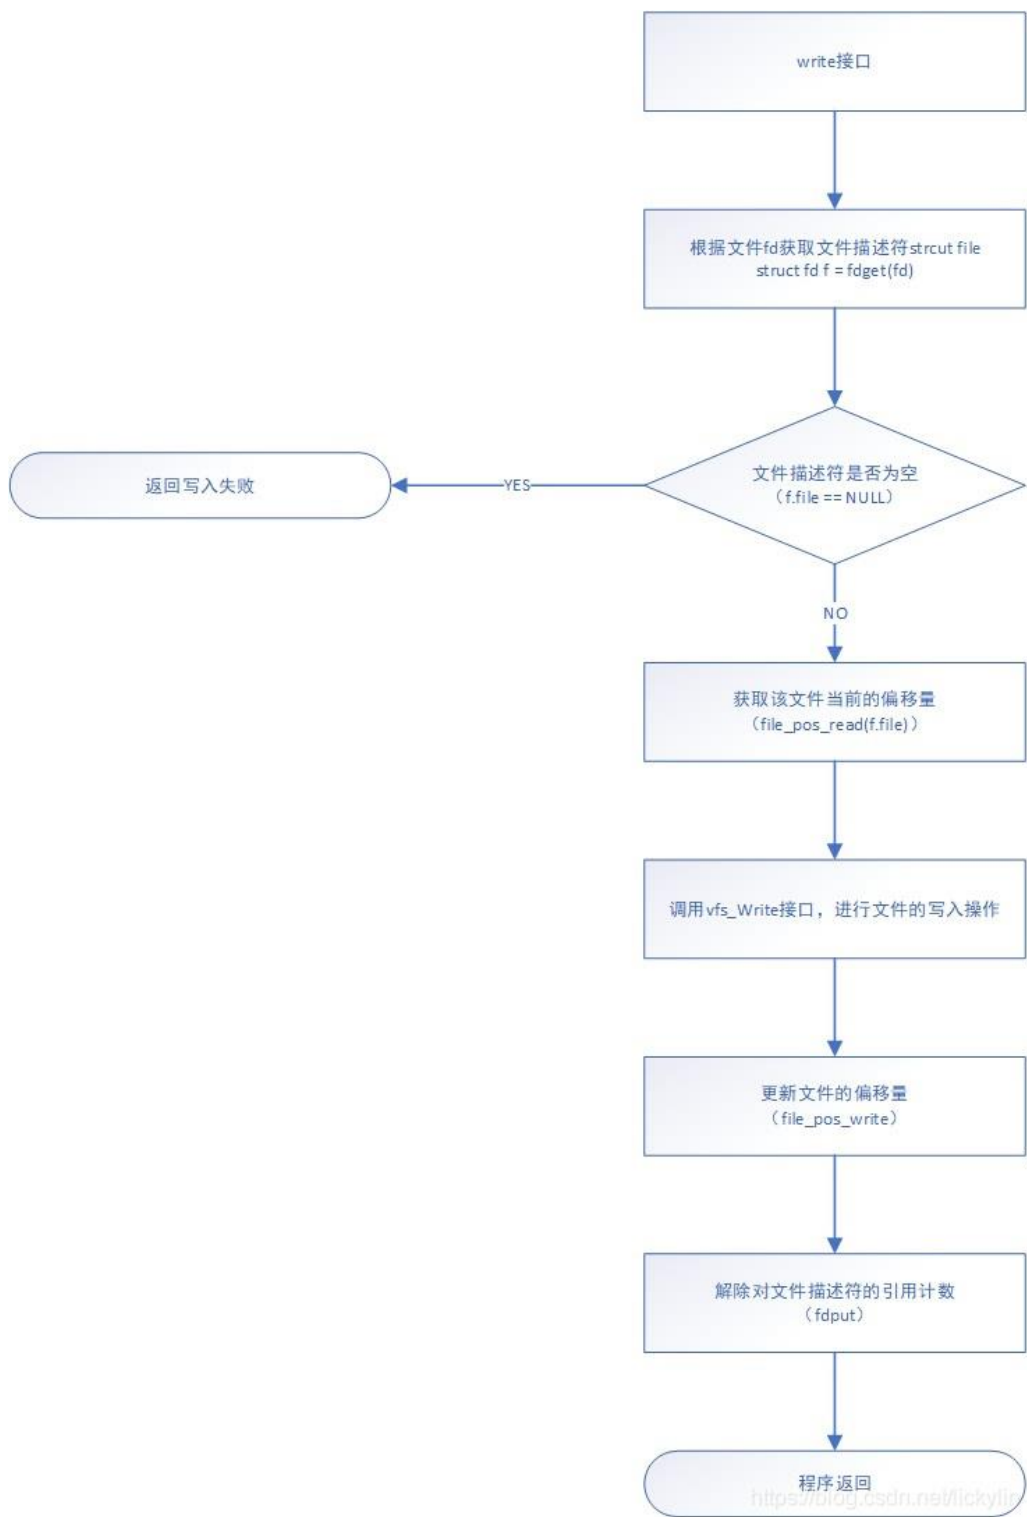 write接口
根据文件fd获取文件描述符strcut file
struct fd f = fdget(fd)
文件描述符是否为空
（f.file == NULL）
YES
返回写入失败
NO
获取该文件当前的偏移量
（file_pos_read(f.file)）
调用vfs_Write接口，进行文件的写入操作
更新文件的偏移量
（file_pos_write）
解除对文件描述符的引用计数
（fdput）
程序返回
https://blog.csdn.net/lickylin